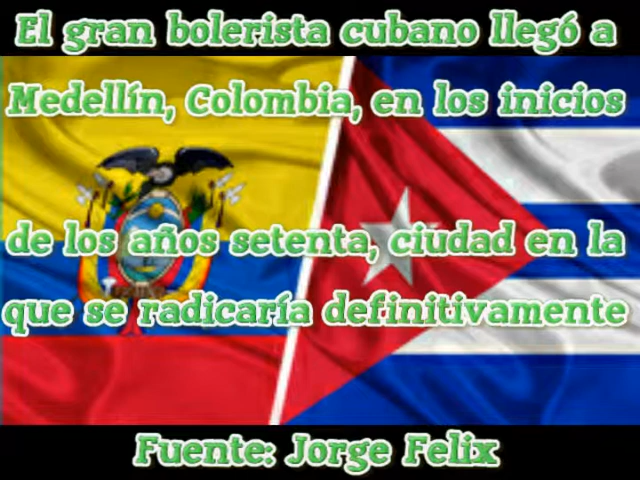 El gran bolerista cubano llegó a
Medellín, Colombia, en los inicios
de los años setenta, ciudad en la
que se radicaría definitivamente
Fuente: Jorge Felix